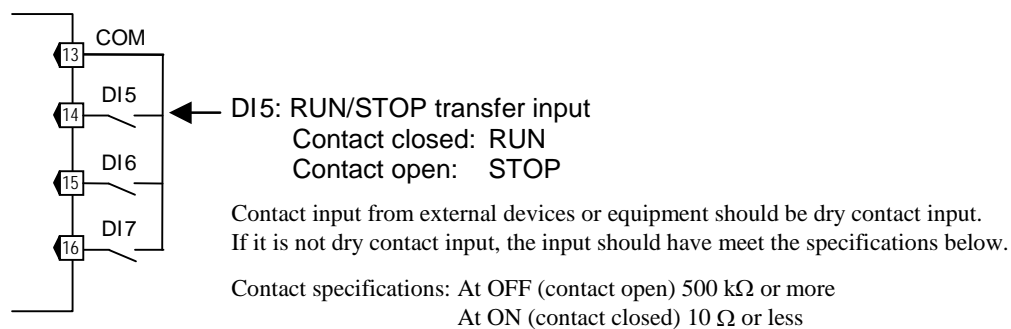 COM
13
DI5
14
DI5: RUN/STOP transfer input
Contact closed: RUN
Contact open: STOP
DI6
15
DI7
16
Contact input from external devices or equipment should be dry contact input.
If it is not dry contact input, the input should have meet the specifications below.
Contact specifications: At OFF (contact open) 500 kΩ or more
At ON (contact closed) 10 Ω or less